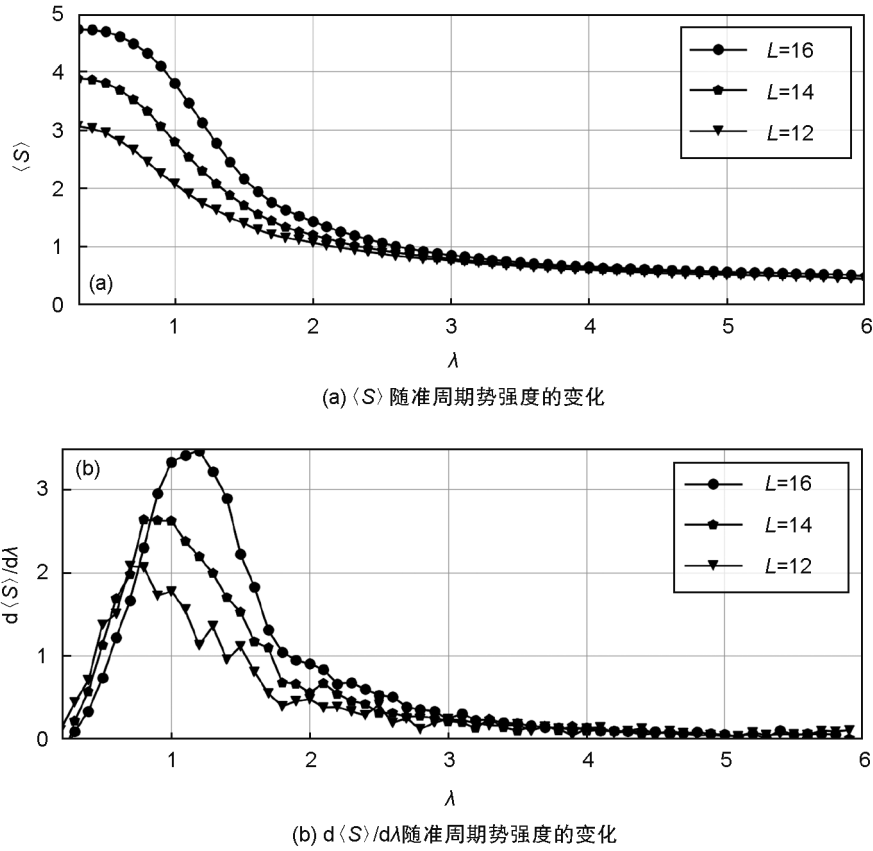 5
4
3
2
1
0
⟨S⟩
L=16
L=14
L=12
(a)
1 2 3 4 5 6
λ
(a)⟨S⟩ 随准周期势强度的变化
(b)
3
2
1
0
d⟨S⟩/dλ
L=16
L=14
L=12
1 2 3 4 5 6
λ
(b) d⟨S⟩/dλ随准周期势强度的变化